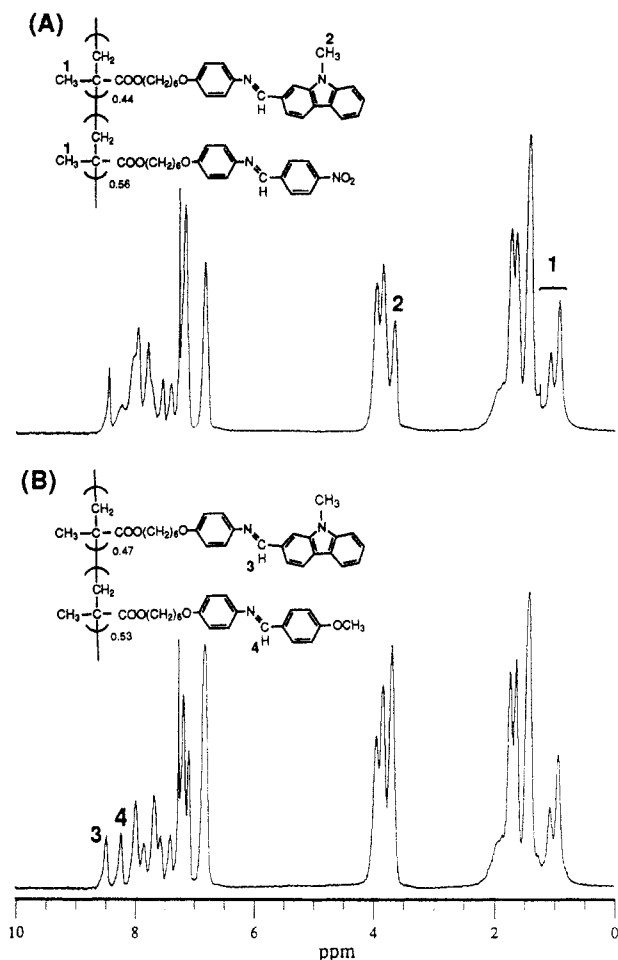 (A)
2
CH₃
CH₂
1
CH₃
C
COO(CH₂)₆O
N
C
H
N
0.44
CH₂
1
CH₃
C
COO(CH₂)₆O
N
C
H
NO₂
0.56
2
1
(B)
CH₃
CH₂
CH₃
C
COO(CH₂)₆O
N
C
H
N
0.47
3
CH₂
CH₃
C
COO(CH₂)₆O
N
C
H
OCH₃
0.53
4
3
4
10 8 6 4 2 0
ppm